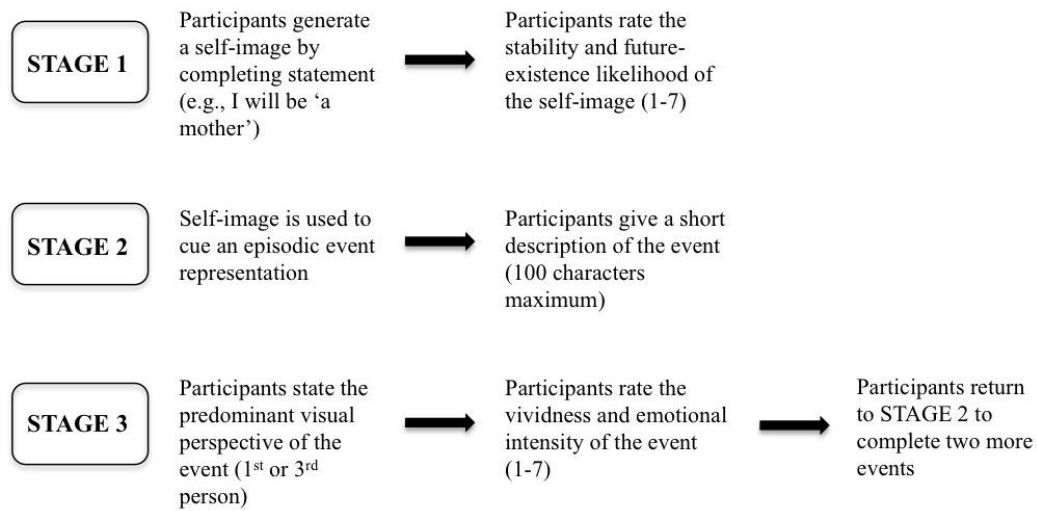 STAGE 1
Participants generate
a self-image by
completing statement
(e.g., I will be ‘a
mother’)
Participants rate the
stability and future-
existence likelihood of
the self-image (1-7)
STAGE 2
Self-image is used to
cue an episodic event
representation
Participants give a short
description of the event
(100 characters
maximum)
STAGE 3
Participants state the
predominant visual
perspective of the
event (1st or 3rd
person)
Participants rate the
vividness and emotional
intensity of the event
(1-7)
Participants return
to STAGE 2 to
complete two more
events